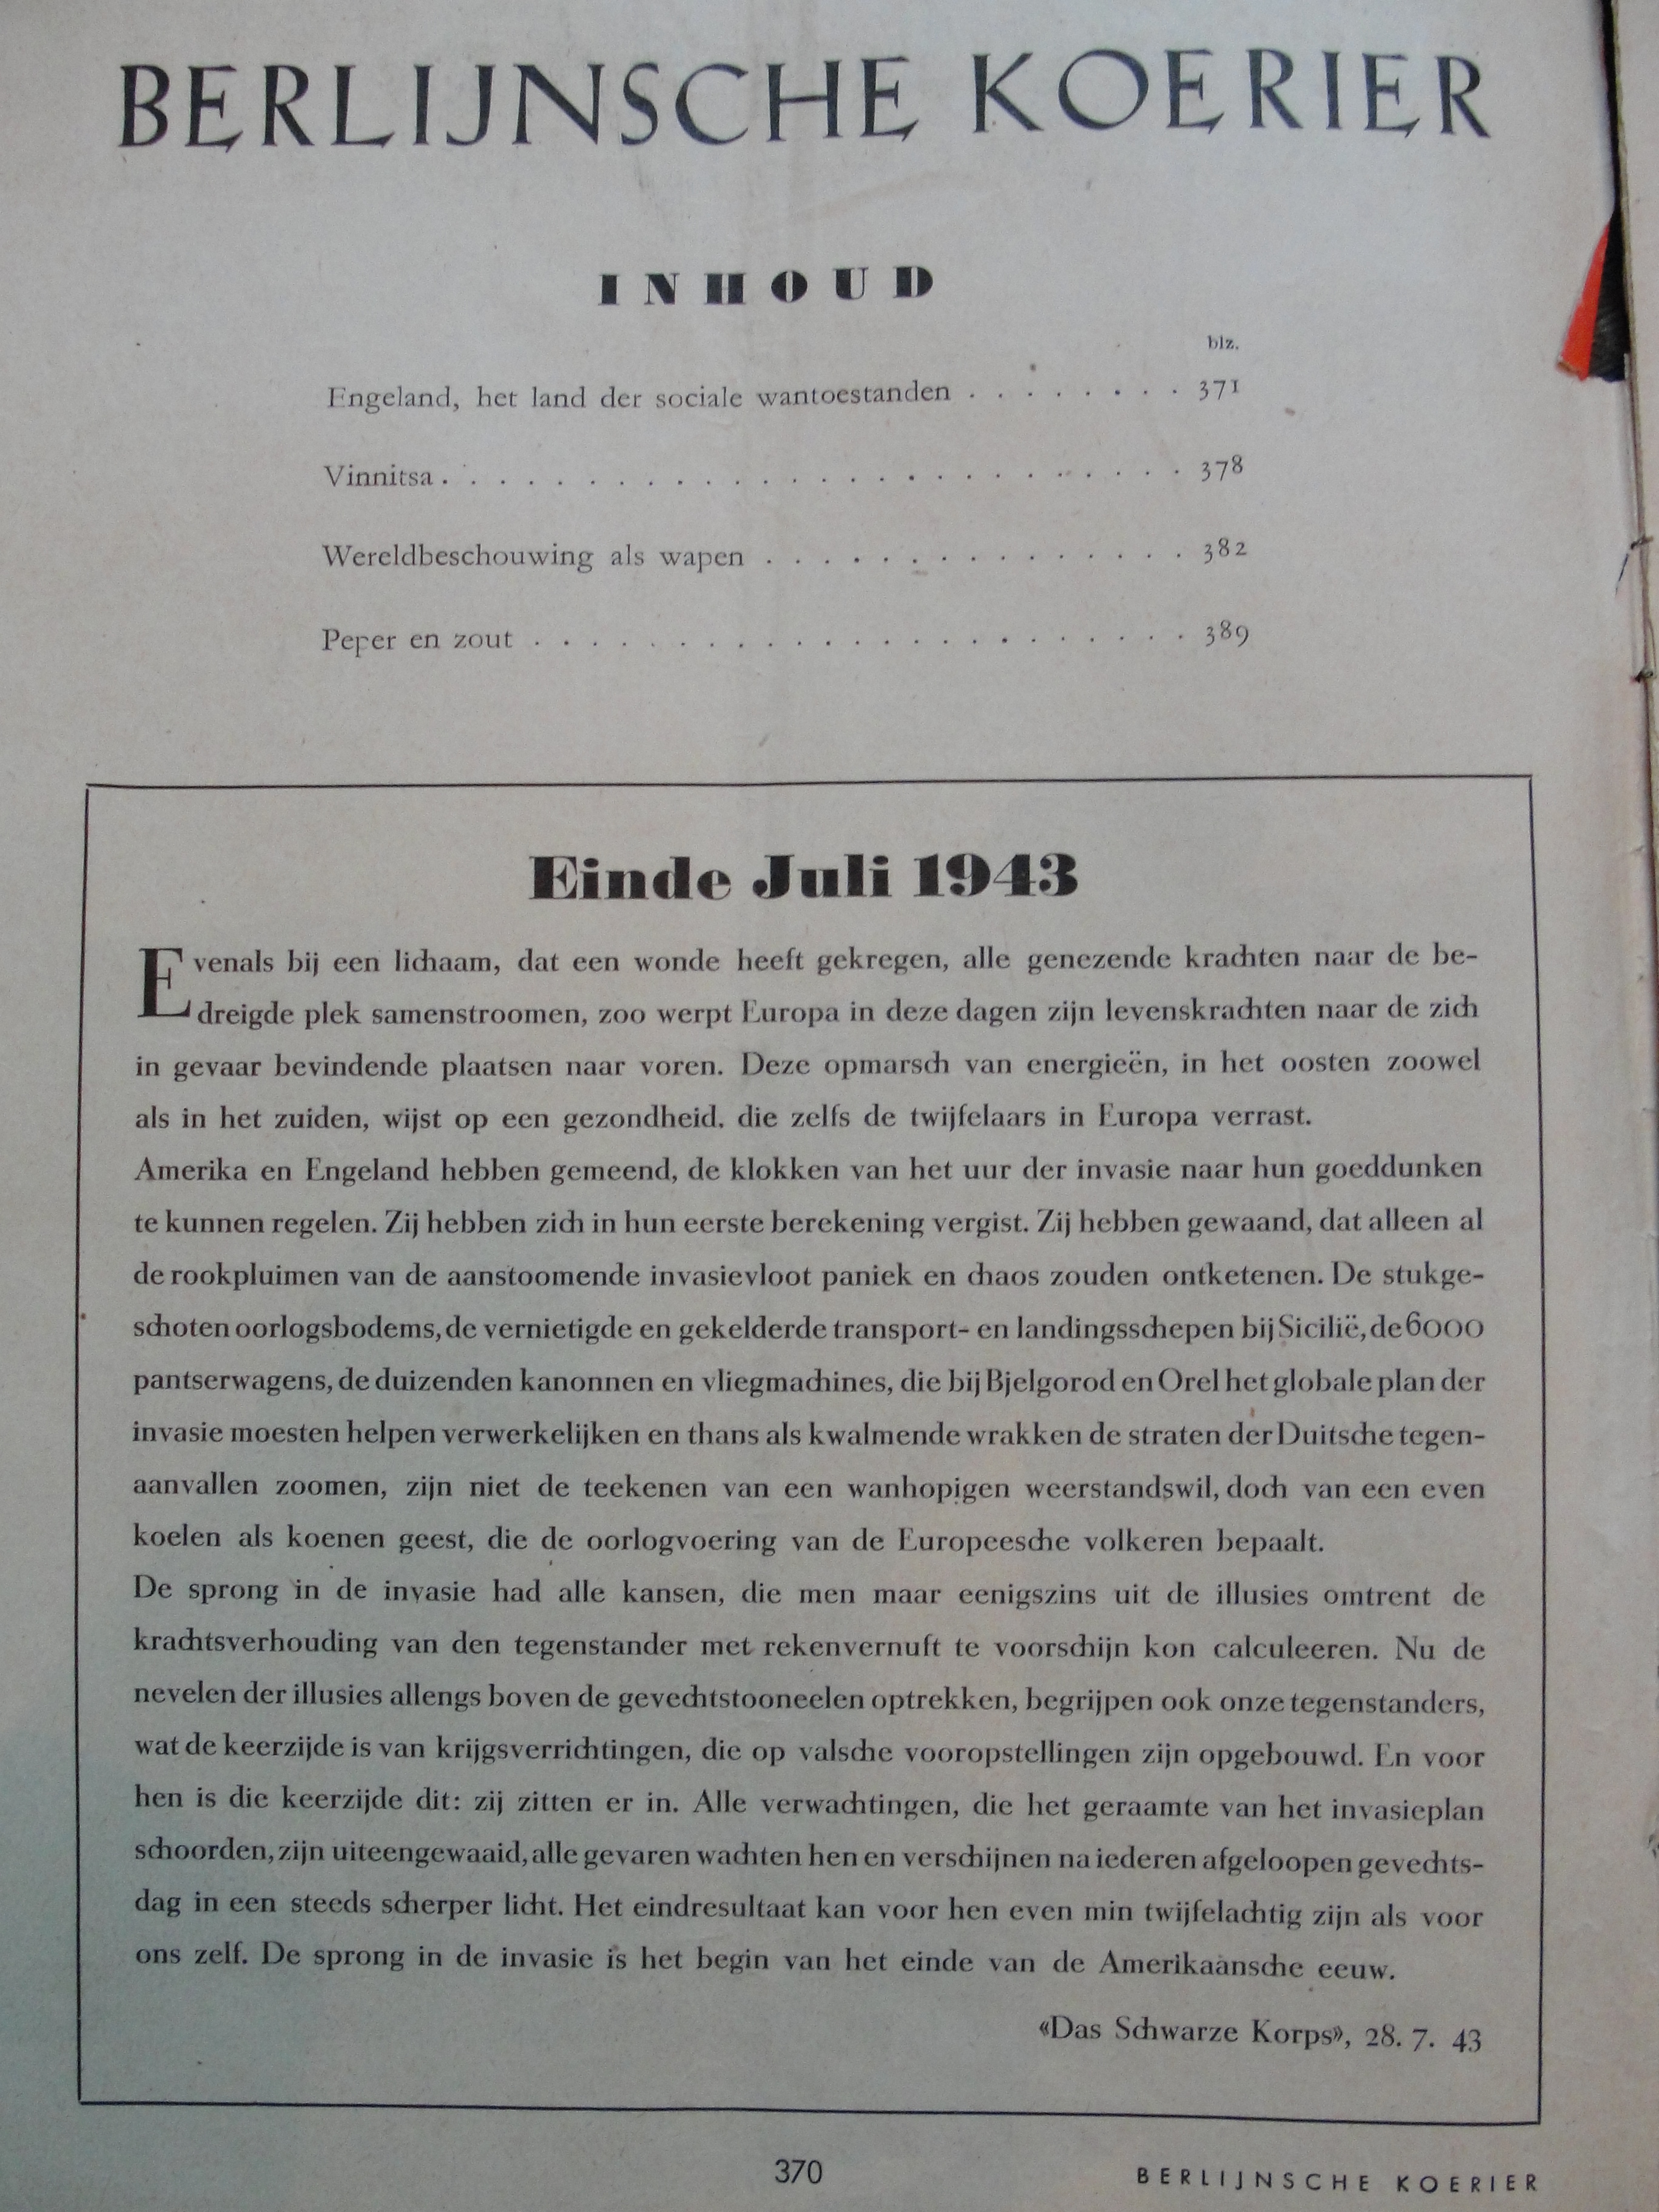 BERLIJNSCHE KOERIER
INHOUD
blz.
Engeland, het land der sociale wantoestanden . . . . . . . . 371
Vinnitsa . . . . . . . . . . . . . . . . . . . . . . . . . . 378
Wereldbeschouwing als wapen . . . . . . . . . . . . . . . 382
Peper en zout . . . . . . . . . . . . . . . . . . . . . . . 389
Einde Juli 1943
Evenals bij een lichaam, dat een wonde heeft gekregen, alle genezende krachten naar de be-
dreigde plek samenstroomen, zoo werpt Europa in deze dagen zijn levenskrachten naar de zich
in gevaar bevindende plaatsen naar voren. Deze opmarsch van energieën, in het oosten zoowel
als in het zuiden, wijst op een gezondheid, die zelfs de twijfelaars in Europa verrast.
Amerika en Engeland hebben gemeend, de klokken van het uur der invasie naar hun goeddunken
te kunnen regelen. Zij hebben zich in hun eerste berekening vergist. Zij hebben gewaand, dat alleen al
de rookpluimen van de aanstoomende invasievloot paniek en chaos zouden ontketenen. De stukge-
schoten oorlogsbodems, de vernietigde en gekelderde transport- en landingsschepen bij Sicilië, de 6000
pantserwagens, de duizenden kanonnen en vliegmachines, die bij Bjelgorod en Orel het globale plan der
invasie moesten helpen verwerkelijken en thans als kwalmende wrakken de straten der Duitsche tegen-
aanvallen zoomen, zijn niet de teekenen van een wanhopigen weerstandswil, doch van een even
koelen als koenen geest, die de oorlogvoering van de Europeesche volkeren bepaalt.
De sprong in de invasie had alle kansen, die men maar eenigszins uit de illusies omtrent de
krachtsverhouding van den tegenstander met rekenvernuft te voorschijn kon calculeeren. Nu de
nevelen der illusies allengs boven de gevechtstooneelen optrekken, begrijpen ook onze tegenstanders,
wat de keerzijde is van krijgsverrichtingen, die op valsche vooropstellingen zijn opgebouwd. En voor
hen is die keerzijde dit: zij zitten er in. Alle verwachtingen, die het geraamte van het invasieplan
schoorden, zijn uiteengewaaid, alle gevaren wachten hen en verschijnen na iederen afgeloopen gevechts-
dag in een steeds scherper licht. Het eindresultaat kan voor hen even min twijfelachtig zijn als voor
ons zelf. De sprong in de invasie is het begin van het einde van de Amerikaansche eeuw.
«Das Schwarze Korps», 28. 7. 43
370
BERLIJNSCHE KOERIER